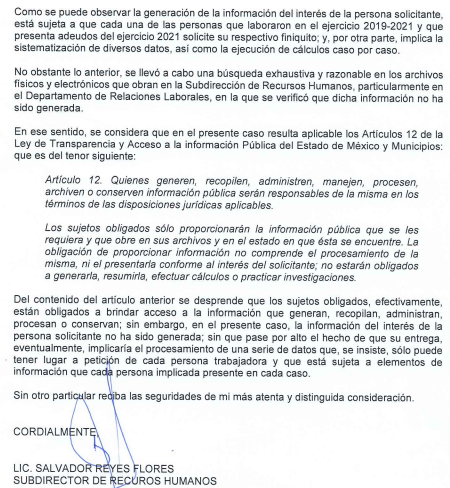 Como se puede observar la generación de la información del interés de la persona solicitante,
está sujeta a que cada una de las personas que laboraron en el ejercicio 2019-2021 y que
presenta adeudos del ejercicio 2021 solicite su respectivo finiquito; y, por otra parte, implica la
sistematización de diversos datos, así como la ejecución de cálculos caso por caso.
No obstante lo anterior, se llevó a cabo una búsqueda exhaustiva y razonable en los archivos
físicos y electrónicos que obran en la Subdirección de Recursos Humanos, particularmente en
el Departamento de Relaciones Laborales, en la que se verificó que dicha información no ha
sido generada.
En ese sentido, se considera que en el presente caso resulta aplicable los Artículos 12 de la
Ley de Transparencia y Acceso a la información Pública del Estado de México y Municipios:
que es del tenor siguiente:
Artículo 12. Quienes generen, recopilen, administren, manejen, procesen,
archiven o conserven información pública serán responsables de la misma en los
términos de las disposiciones jurídicas aplicables.
Los sujetos obligados sólo proporcionarán la información pública que se les
requiera y que obre en sus archivos y en el estado en que ésta se encuentre. La
obligación de proporcionar información no comprende el procesamiento de la
misma, ni el presentarla conforme al interés del solicitante; no estarán obligados
a generarla, resumirla, efectuar cálculos o practicar investigaciones.
Del contenido del artículo anterior se desprende que los sujetos obligados, efectivamente,
están obligados a brindar acceso a la información que generan, recopilan, administran,
procesan o conservan; sin embargo, en el presente caso, la información del interés de la
persona solicitante no ha sido generada; sin que pase por alto el hecho de que su entrega,
eventualmente, implicaría el procesamiento de una serie de datos que, se insiste, sólo puede
tener lugar a petición de cada persona trabajadora y que está sujeta a elementos de
información que cada persona implicada presente en cada caso.
Sin otro particular reciba las seguridades de mi más atenta y distinguida consideración.
CORDIALMENTE
LIC. SALVADOR REYES FLORES
SUBDIRECTOR DE RECUROS HUMANOS